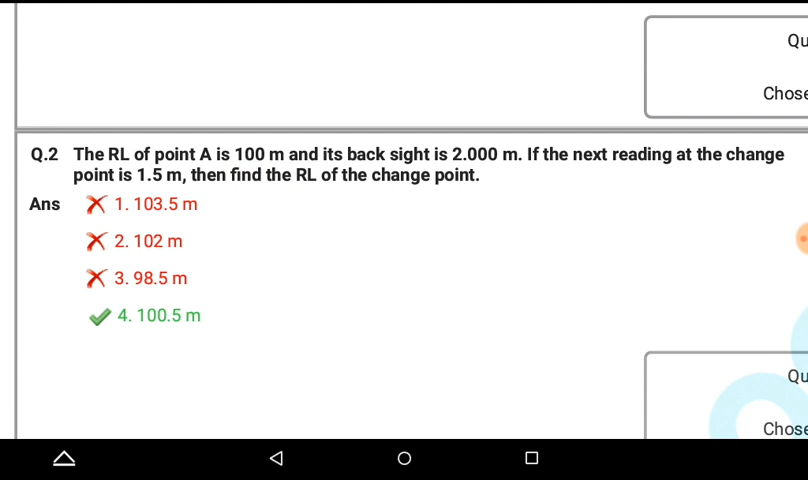 Qu
Chose
Q.2 The RL of point A is 100 m and its back sight is 2.000 m. If the next reading at the change
point is 1.5 m, then find the RL of the change point.
Ans 1. 103.5 m
2. 102 m
3. 98.5 m
4. 100.5 m
Qu
Chose